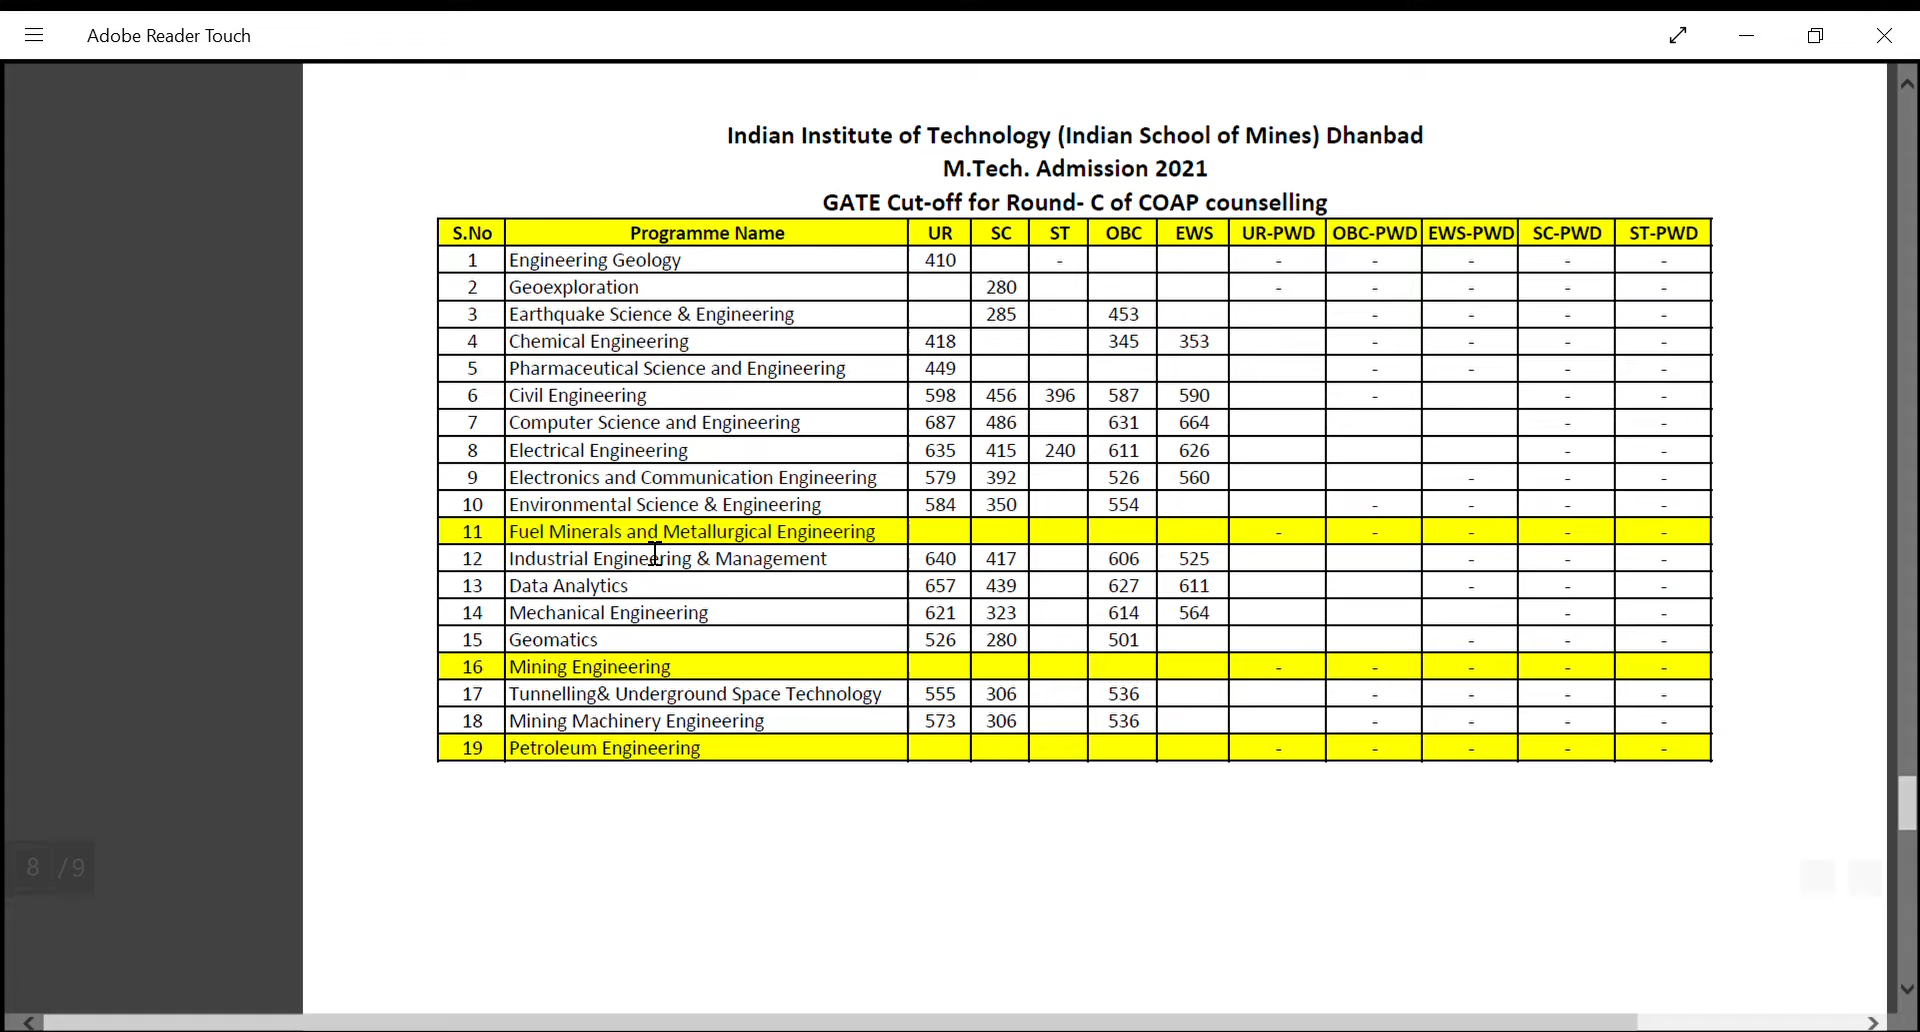 Adobe Reader Touch
Indian Institute of Technology (Indian School of Mines) Dhanbad
M.Tech. Admission 2021
GATE Cut-off for Round- C of COAP counselling
S.No Programme Name UR SC ST OBC EWS UR-PWD OBC-PWD EWS-PWD SC-PWD ST-PWD
1 Engineering Geology 410 - - - - - -
2 Geoexploration 280 - - - - -
3 Earthquake Science & Engineering 285 453 - - - -
4 Chemical Engineering 418 345 353 - - - -
5 Pharmaceutical Science and Engineering 449 - - - -
6 Civil Engineering 598 456 396 587 590 - - -
7 Computer Science and Engineering 687 486 631 664 - -
8 Electrical Engineering 635 415 240 611 626 - -
9 Electronics and Communication Engineering 579 392 526 560 - - -
10 Environmental Science & Engineering 584 350 554 - - - -
11 Fuel Minerals and Metallurgical Engineering - - - - -
12 Industrial Engineering & Management 640 417 606 525 - - -
13 Data Analytics 657 439 627 611 - - -
14 Mechanical Engineering 621 323 614 564 - -
15 Geomatics 526 280 501 - - -
16 Mining Engineering - - - - -
17 Tunnelling& Underground Space Technology 555 306 536 - - - -
18 Mining Machinery Engineering 573 306 536 - - - -
19 Petroleum Engineering - - - - -
8 / 9